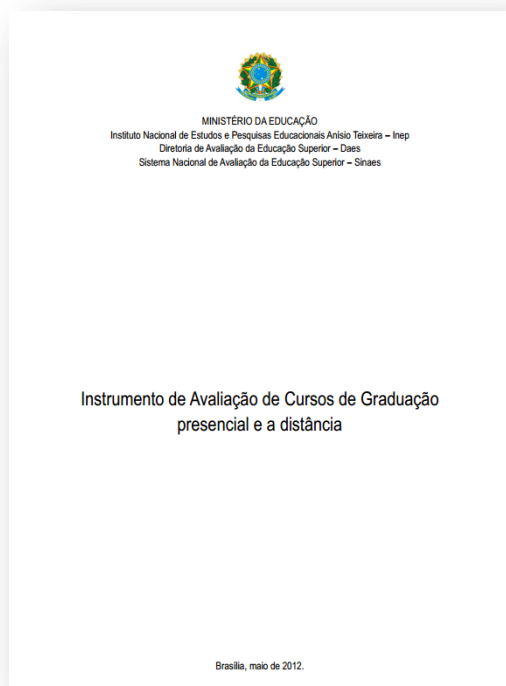 MINISTÉRIO DA EDUCAÇÃO
Instituto Nacional de Estudos e Pesquisas Educacionais Anísio Teixeira – Inep
Diretoria de Avaliação da Educação Superior – Daes
Sistema Nacional de Avaliação da Educação Superior – Sinaes
Instrumento de Avaliação de Cursos de Graduação
presencial e a distância
Brasília, maio de 2012.